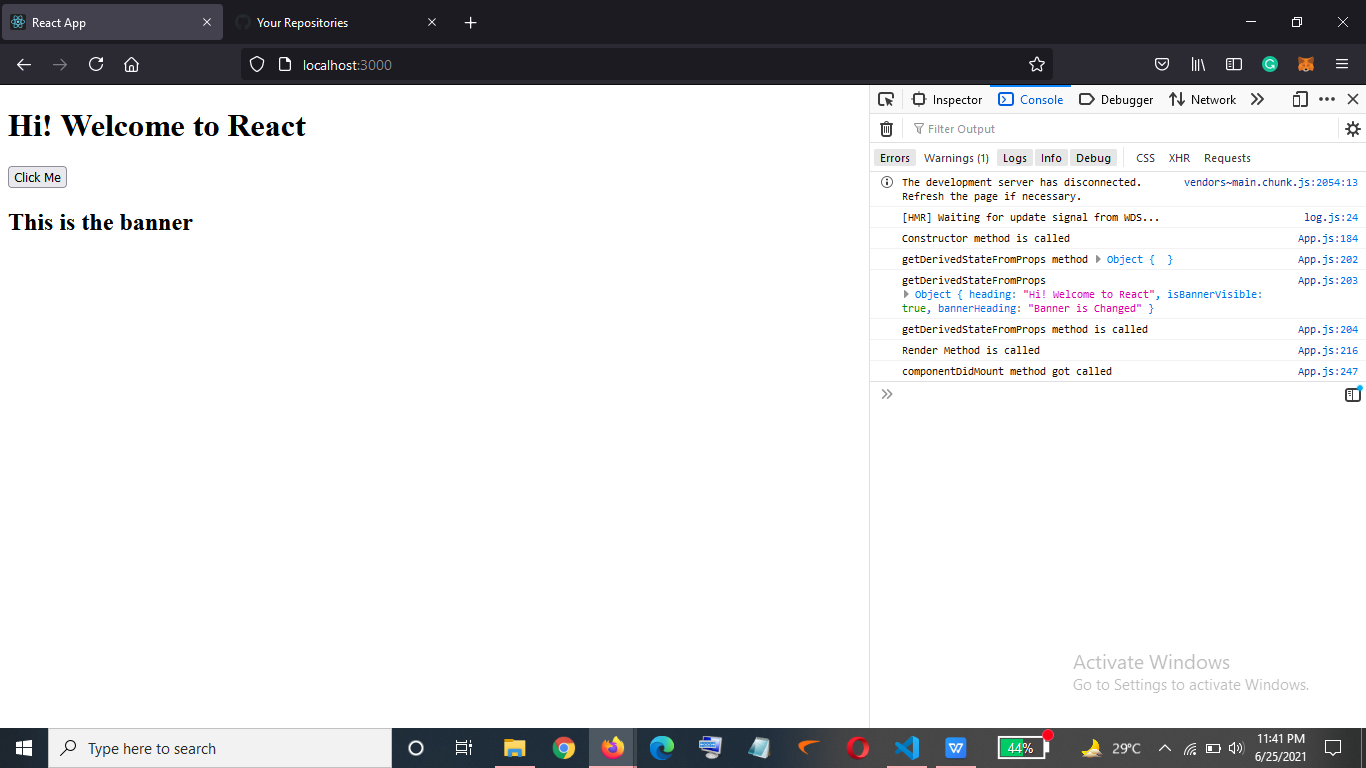 React App
Your Repositories
localhost:3000
Hi! Welcome to React
Click Me
This is the banner
Inspector Console Debugger Network
Filter Output
Errors Warnings (1) Logs Info Debug CSS XHR Requests
The development server has disconnected. vendors~main.chunk.js:2054:13
Refresh the page if necessary.
[HMR] Waiting for update signal from WDS... log.js:24
Constructor method is called App.js:184
getDerivedStateFromProps method Object { } App.js:202
getDerivedStateFromProps App.js:203
Object { heading: "Hi! Welcome to React", isBannerVisible:
true, bannerHeading: "Banner is Changed" }
getDerivedStateFromProps method is called App.js:204
Render Method is called App.js:216
componentDidMount method got called App.js:247
Activate Windows
Go to Settings to activate Windows.
Type here to search
44%
29°C
11:41 PM
6/25/2021